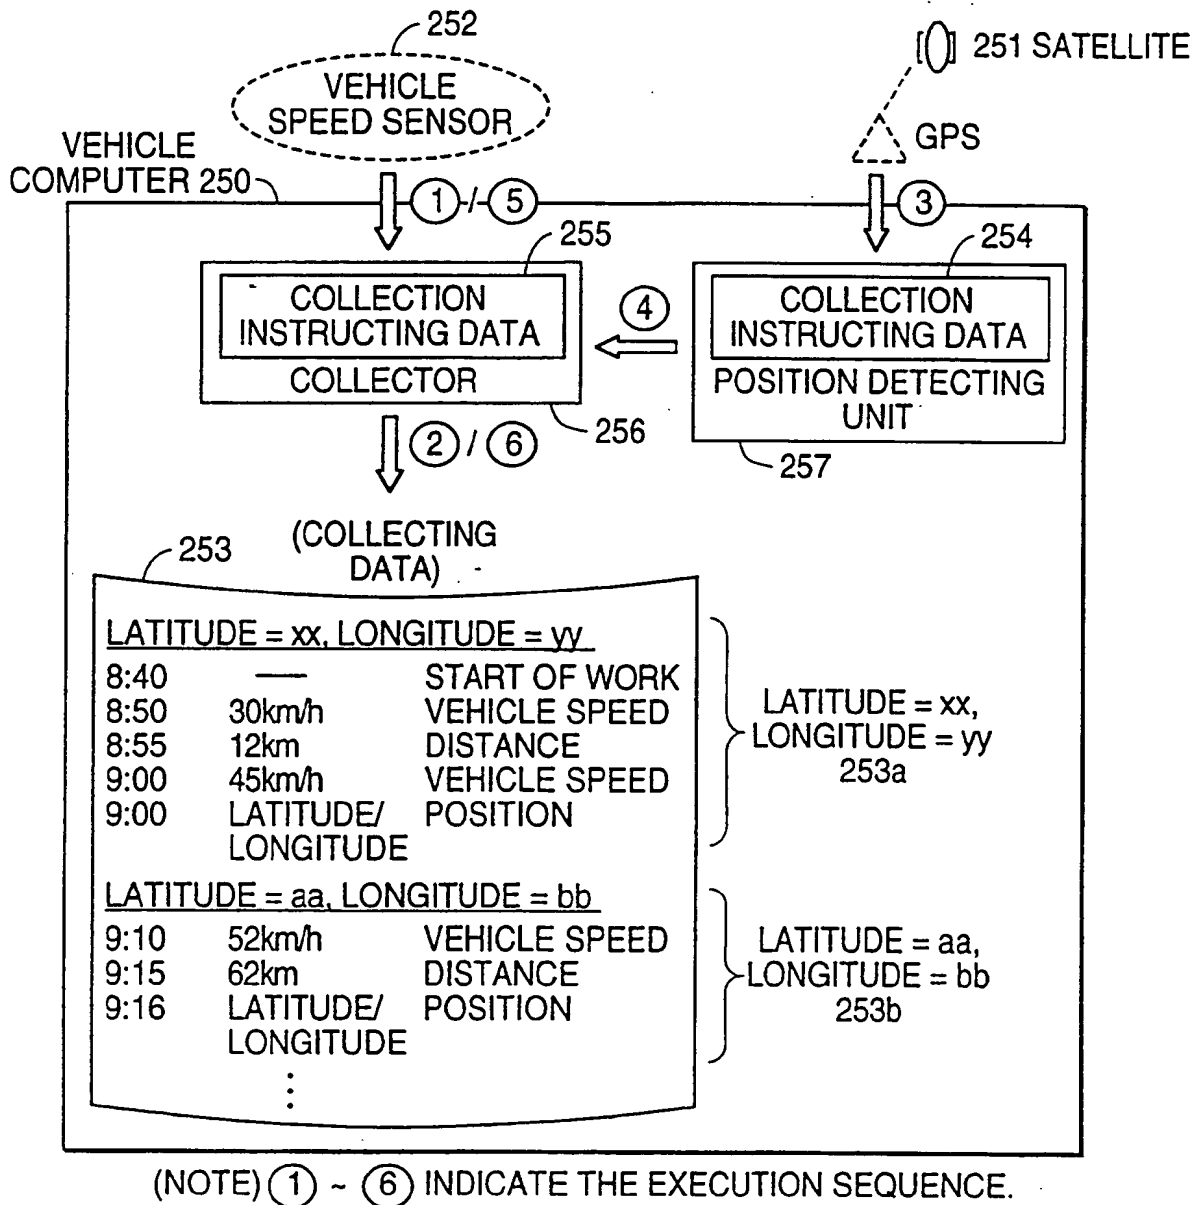 252
251 SATELLITE
VEHICLE
SPEED SENSOR
GPS
VEHICLE
COMPUTER 250
① / ⑤
③
255
254
COLLECTION
INSTRUCTING DATA
COLLECTOR
④
COLLECTION
INSTRUCTING DATA
POSITION DETECTING
UNIT
256
257
② / ⑥
(COLLECTING
DATA)
253
LATITUDE = xx, LONGITUDE = yy
8:40 — START OF WORK
8:50 30km/h VEHICLE SPEED
8:55 12km DISTANCE
9:00 45km/h VEHICLE SPEED
9:00 LATITUDE/ POSITION
LONGITUDE
LATITUDE = xx,
LONGITUDE = yy
253a
LATITUDE = aa, LONGITUDE = bb
9:10 52km/h VEHICLE SPEED
9:15 62km DISTANCE
9:16 LATITUDE/ POSITION
LONGITUDE
⋮
LATITUDE = aa,
LONGITUDE = bb
253b
(NOTE) ① ~ ⑥ INDICATE THE EXECUTION SEQUENCE.